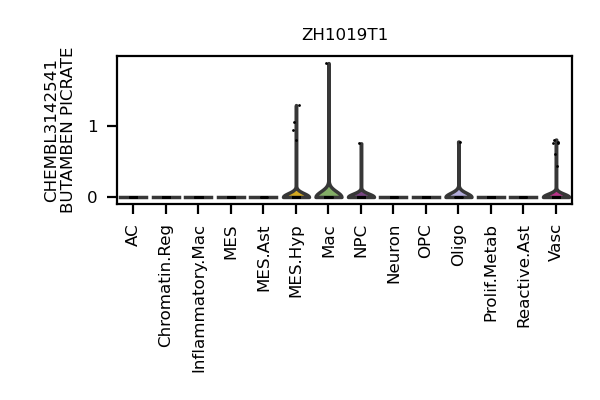 ZH1019T1
CHEMBL3142541
BUTAMBEN PICRATE
1
0
AC
Chromatin.Reg
Inflammatory.Mac
MES
MES.Ast
MES.Hyp
Mac
NPC
Neuron
OPC
Oligo
Prolif.Metab
Reactive.Ast
Vasc